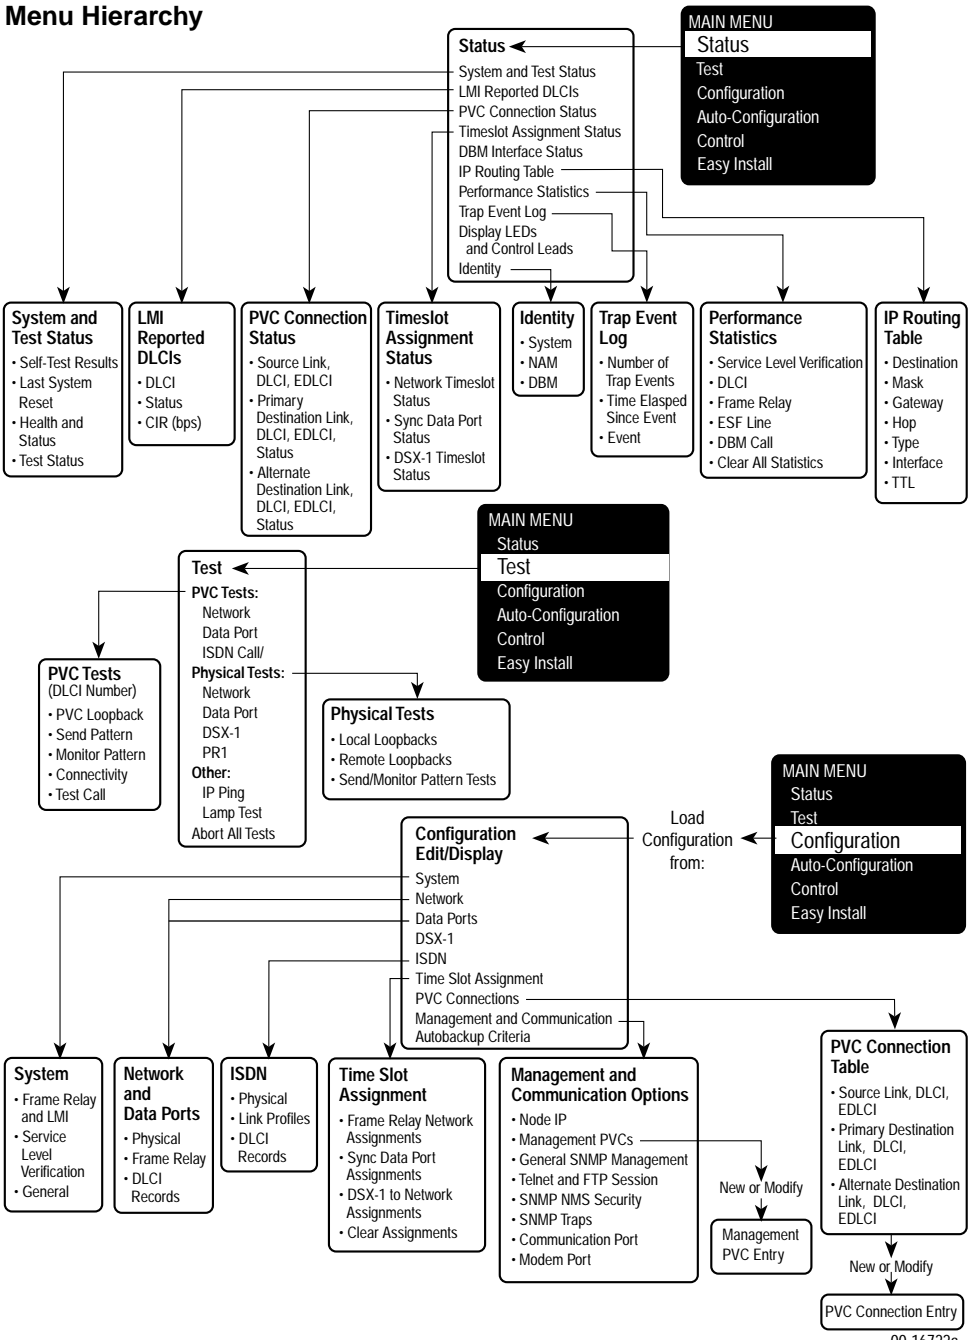 Menu Hierarchy
MAIN MENU
Status
Test
Configuration
Auto-Configuration
Control
Easy Install
Status
System and Test Status
LMI Reported DLCIs
PVC Connection Status
Timeslot Assignment Status
DBM Interface Status
IP Routing Table
Performance Statistics
Trap Event Log
Display LEDs
and Control Leads
Identity
System and
Test Status
• Self-Test Results
• Last System
Reset
• Health and
Status
• Test Status
LMI
Reported
DLCIs
• DLCI
• Status
• CIR (bps)
PVC Connection
Status
• Source Link,
DLCI, EDLCI
• Primary
Destination Link,
DLCI, EDLCI,
Status
• Alternate
Destination Link,
DLCI, EDLCI,
Status
Timeslot
Assignment
Status
• Network Timeslot
Status
• Sync Data Port
Status
• DSX-1 Timeslot
Status
Identity
• System
• NAM
• DBM
Trap Event
Log
• Number of
Trap Events
• Time Elasped
Since Event
• Event
Performance
Statistics
• Service Level Verification
• DLCI
• Frame Relay
• ESF Line
• DBM Call
• Clear All Statistics
IP Routing
Table
• Destination
• Mask
• Gateway
• Hop
• Type
• Interface
• TTL
MAIN MENU
Status
Test
Configuration
Auto-Configuration
Control
Easy Install
Test
PVC Tests:
Network
Data Port
ISDN Call/
Physical Tests:
Network
Data Port
DSX-1
PR1
Other:
IP Ping
Lamp Test
Abort All Tests
PVC Tests
(DLCI Number)
• PVC Loopback
• Send Pattern
• Monitor Pattern
• Connectivity
• Test Call
Physical Tests
• Local Loopbacks
• Remote Loopbacks
• Send/Monitor Pattern Tests
MAIN MENU
Status
Test
Configuration
Auto-Configuration
Control
Easy Install
Load
Configuration
from:
Configuration
Edit/Display
System
Network
Data Ports
DSX-1
ISDN
Time Slot Assignment
PVC Connections
Management and Communication
Autobackup Criteria
System
• Frame Relay
and LMI
• Service
Level
Verification
• General
Network
and
Data Ports
• Physical
• Frame Relay
• DLCI
Records
ISDN
• Physical
• Link Profiles
• DLCI
Records
Time Slot
Assignment
• Frame Relay Network
Assignments
• Sync Data Port
Assignments
• DSX-1 to Network
Assignments
• Clear Assignments
Management and
Communication Options
• Node IP
• Management PVCs
• General SNMP Management
• Telnet and FTP Session
• SNMP NMS Security
• SNMP Traps
• Communication Port
• Modem Port
New or Modify
Management
PVC Entry
PVC Connection
Table
• Source Link, DLCI,
EDLCI
• Primary Destination
Link, DLCI,
EDLCI
• Alternate Destination
Link, DLCI,
EDLCI
New or Modify
PVC Connection Entry